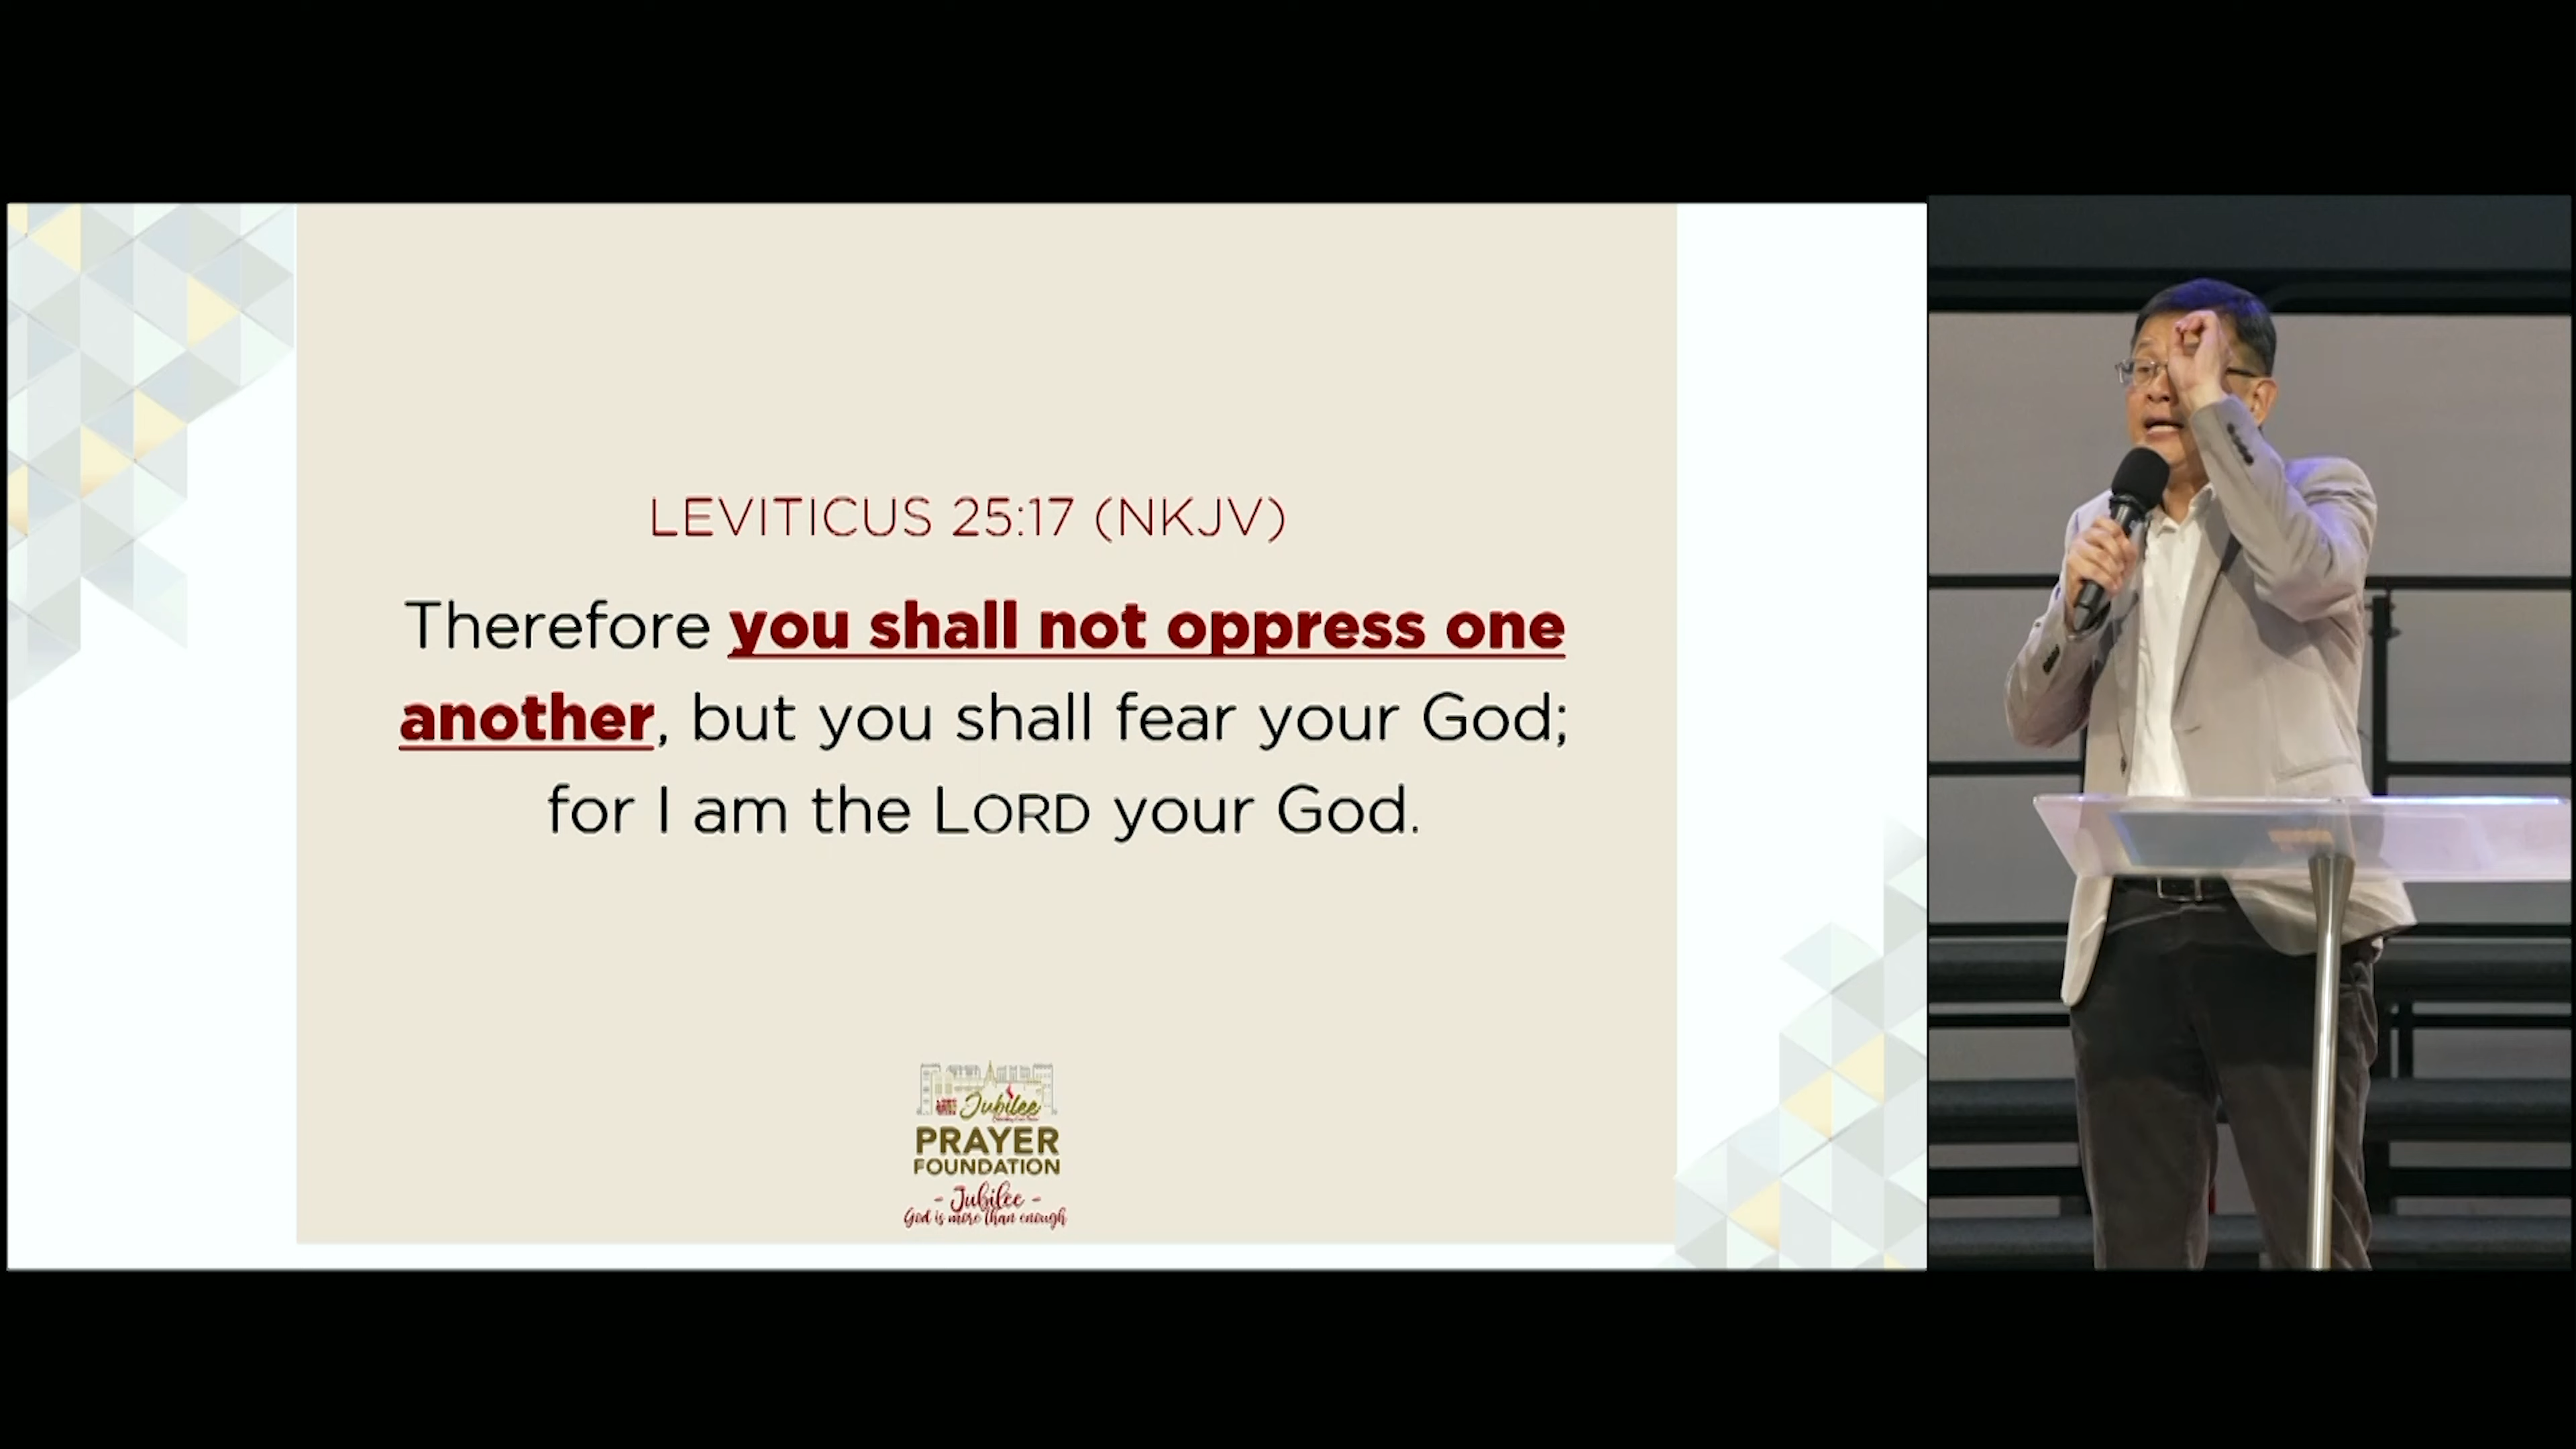 LEVITICUS 25:17 (NKJV)
Therefore you shall not oppress one
another, but you shall fear your God;
for I am the LORD your God.
Jubilee
PRAYER
FOUNDATION
- Jubilee -
God is more than enough